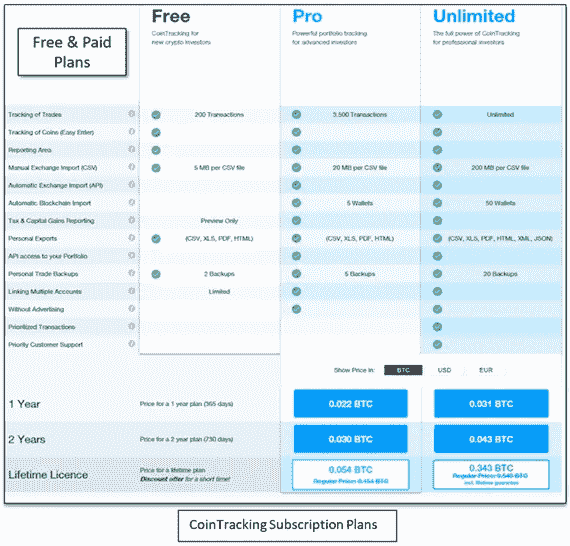 Free & Paid
Plans
Free
CoinTracking for
new crypto investors
Pro
Powerful portfolio tracking
for advanced investors
Unlimited
The full power of CoinTracking
for professional investors
Tracking of Trades 200 Transactions 3.500 Transactions Unlimited
Tracking of Coins (Easy Enter)
Reporting Area
Manual Exchange Import (CSV) 5 MB per CSV file 20 MB per CSV file 200 MB per CSV file
Automatic Exchange Import (API)
Automatic Blockchain Import 5 Wallets 50 Wallets
Tax & Capital Gains Reporting Preview Only
Personal Exports (CSV, XLS, PDF, HTML) (CSV, XLS, PDF, HTML) (CSV, XLS, PDF, HTML, XML, JSON)
API access to your Portfolio
Personal Trade Backups 2 Backups 5 Backups 20 Backups
Linking Multiple Accounts Limited
Without Advertising
Prioritized Transactions
Priority Customer Support
Show Price in: BTC USD EUR
1 Year Price for a 1 year plan (365 days) 0.022 BTC 0.031 BTC
2 Years Price for a 2 year plan (730 days) 0.030 BTC 0.043 BTC
Lifetime Licence Price for a lifetime plan 0.054 BTC 0.343 BTC
Discount offer for a short time! Regular Price: 0.154 BTC Regular Price: 0.549 BTC
incl. lifetime guarantee
CoinTracking Subscription Plans